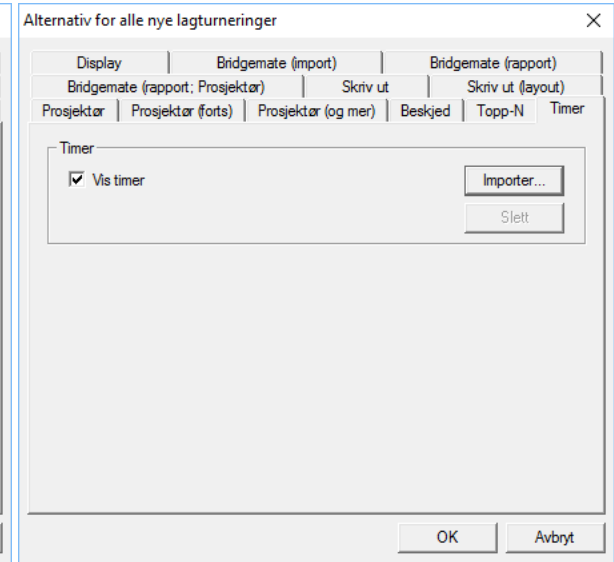 Alternativ for alle nye lagturneringer
Display Bridgemate (import) Bridgemate (rapport)
Bridgemate (rapport; Prosjektør) Skriv ut Skriv ut (layout)
Prosjektør Prosjektør (forts) Prosjektør (og mer) Beskjed Topp-N Timer
Timer
Vis timer
Importer...
Slett
OK Avbryt